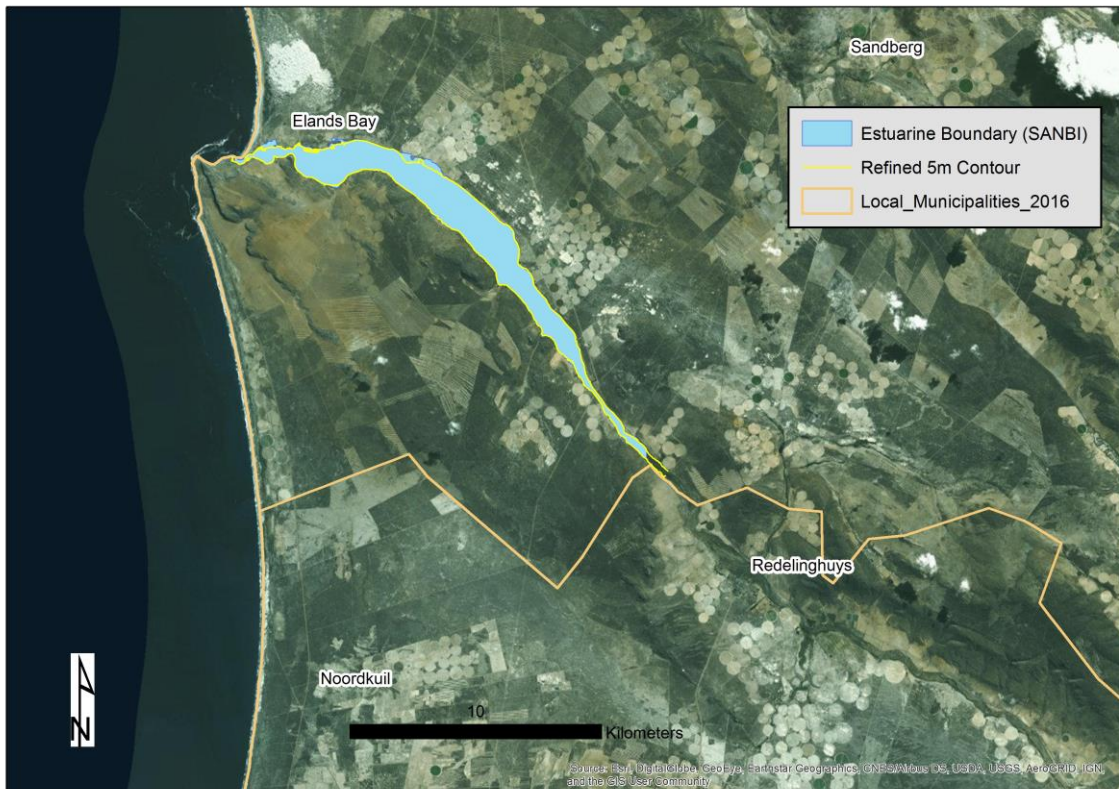 Sandberg
Elands Bay
Estuarine Boundary (SANBI)
Refined 5m Contour
Local_Municipalities_2016
Redelinghuys
Noordkuil
10
Kilometers
N
Source: Esri, DigitalGlobe, GeoEye, Earthstar Geographics, CNES/Airbus DS, USDA, USGS, AeroGRID, IGN,
and the GIS User Community